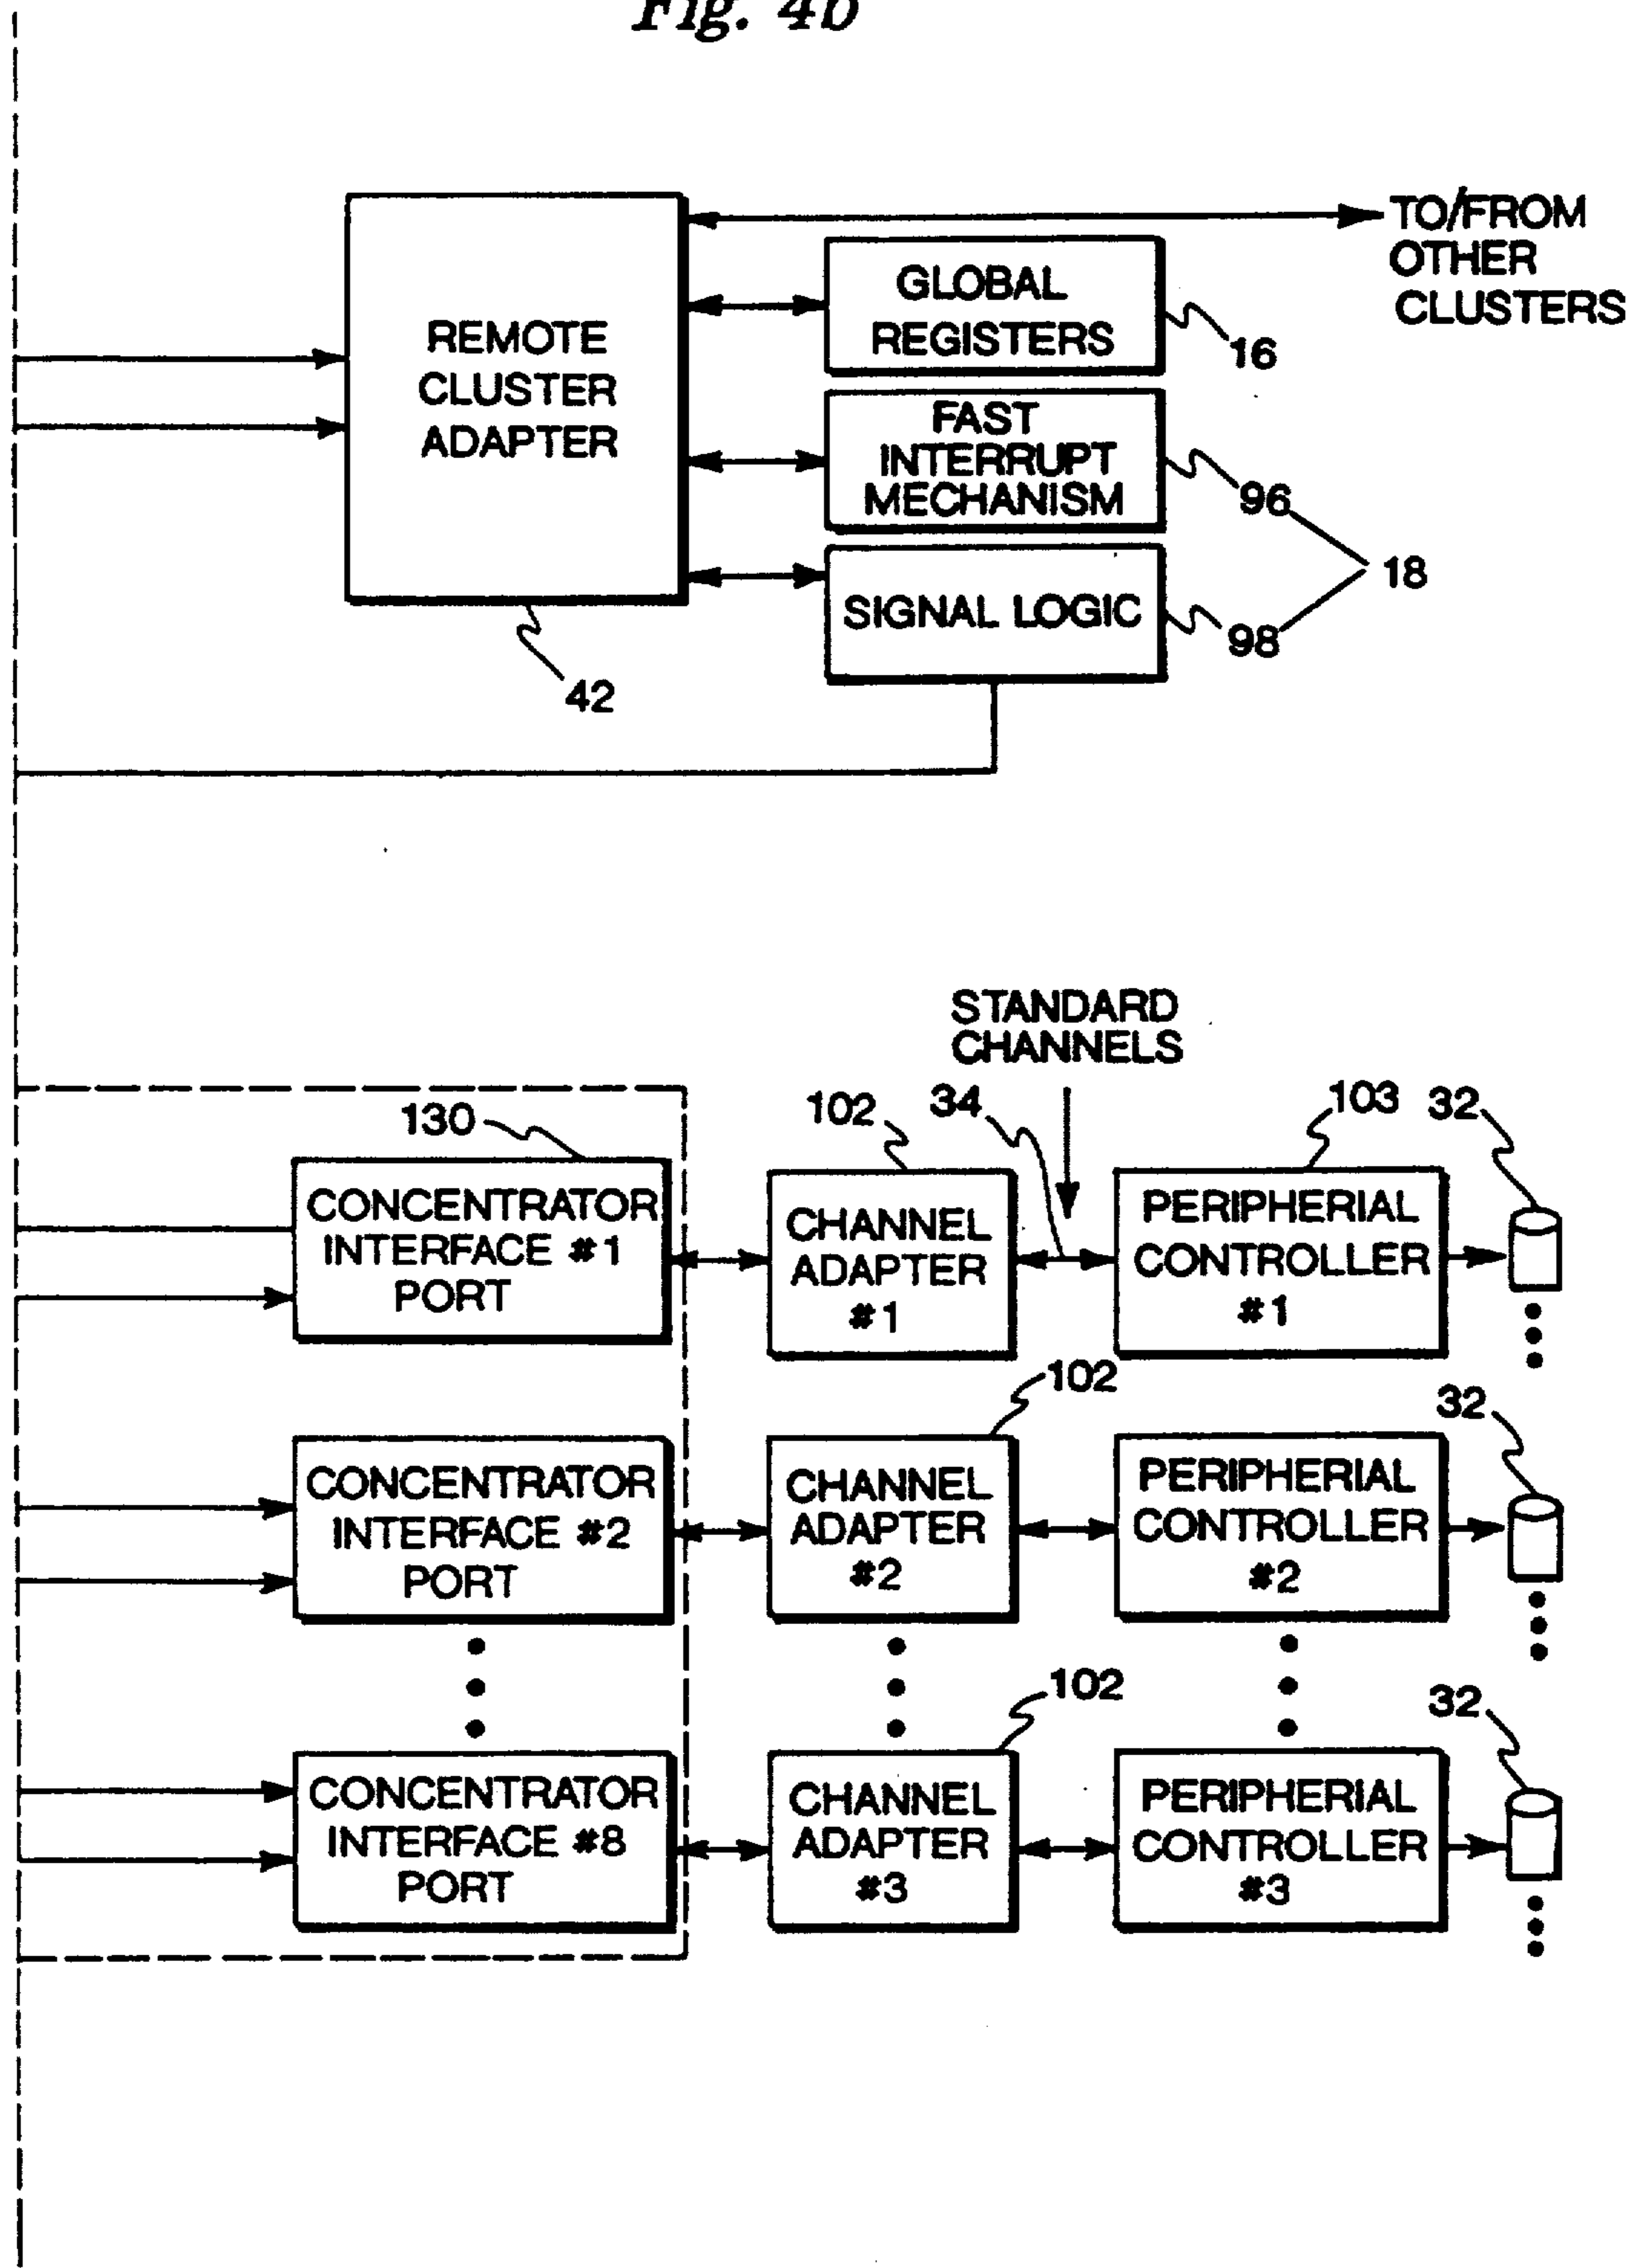 Fig. 4b
TO/FROM
OTHER
CLUSTERS
REMOTE
CLUSTER
ADAPTER
42
GLOBAL
REGISTERS
16
FAST
INTERRUPT
MECHANISM
96
18
SIGNAL LOGIC
98
STANDARD
CHANNELS
130
102
34
103
32
CONCENTRATOR
INTERFACE #1
PORT
CHANNEL
ADAPTER
#1
PERIPHERIAL
CONTROLLER
#1
102
32
CONCENTRATOR
INTERFACE #2
PORT
CHANNEL
ADAPTER
#2
PERIPHERIAL
CONTROLLER
#2
102
32
CONCENTRATOR
INTERFACE #8
PORT
CHANNEL
ADAPTER
#3
PERIPHERIAL
CONTROLLER
#3